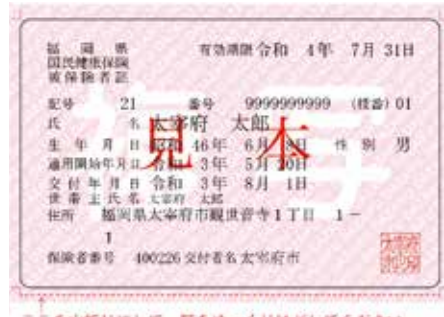 福岡県 有効期限 令和 4年 7月 31日
国民健康保険
被保険者証
記号 21 番号 9999999999 (枝番) 01
氏名 太宰府 太郎
見本
生年月日 昭和 46年 6月 8日 性別 男
適用開始年月日 令和 3年 5月 20日
交付年月日 令和 3年 8月 1日
世帯主氏名 太宰府 太郎
住所 福岡県太宰府市観世音寺1丁目 1-
1
保険者番号 400226 交付者名 太宰府市